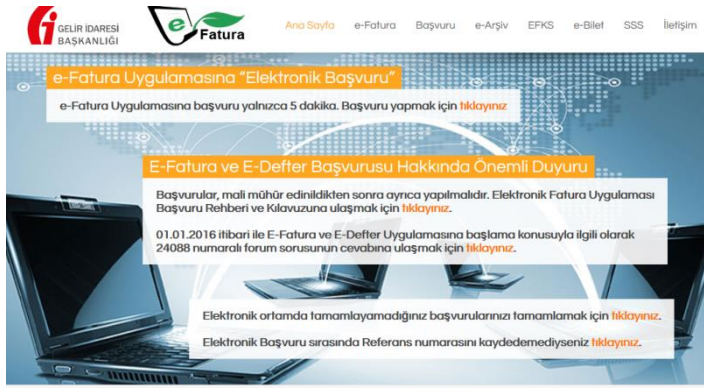 GELİR İDARESİ
BAŞKANLIĞI
e-Fatura
Ana Sayfa e-Fatura Başvuru e-Arşiv EFKS e-Bilet SSS İletişim
e-Fatura Uygulamasına “Elektronik Başvuru”
e-Fatura Uygulamasına başvuru yalnızca 5 dakika. Başvuru yapmak için tıklayınız
E-Fatura ve E-Defter Başvurusu Hakkında Önemli Duyuru
Başvurular, mali mühür edinildikten sonra ayrıca yapılmalıdır. Elektronik Fatura Uygulaması
Başvuru Rehberi ve Kılavuzuna ulaşmak için tıklayınız.
01.01.2016 itibari ile E-Fatura ve E-Defter Uygulamasına başlama konusuyla ilgili olarak
24088 numaralı forum sorusunun cevabına ulaşmak için tıklayınız.
Elektronik ortamda tamamlayamadığınız başvurularınızı tamamlamak için tıklayınız.
Elektronik Başvuru sırasında Referans numarasını kaydedemediyseniz tıklayınız.